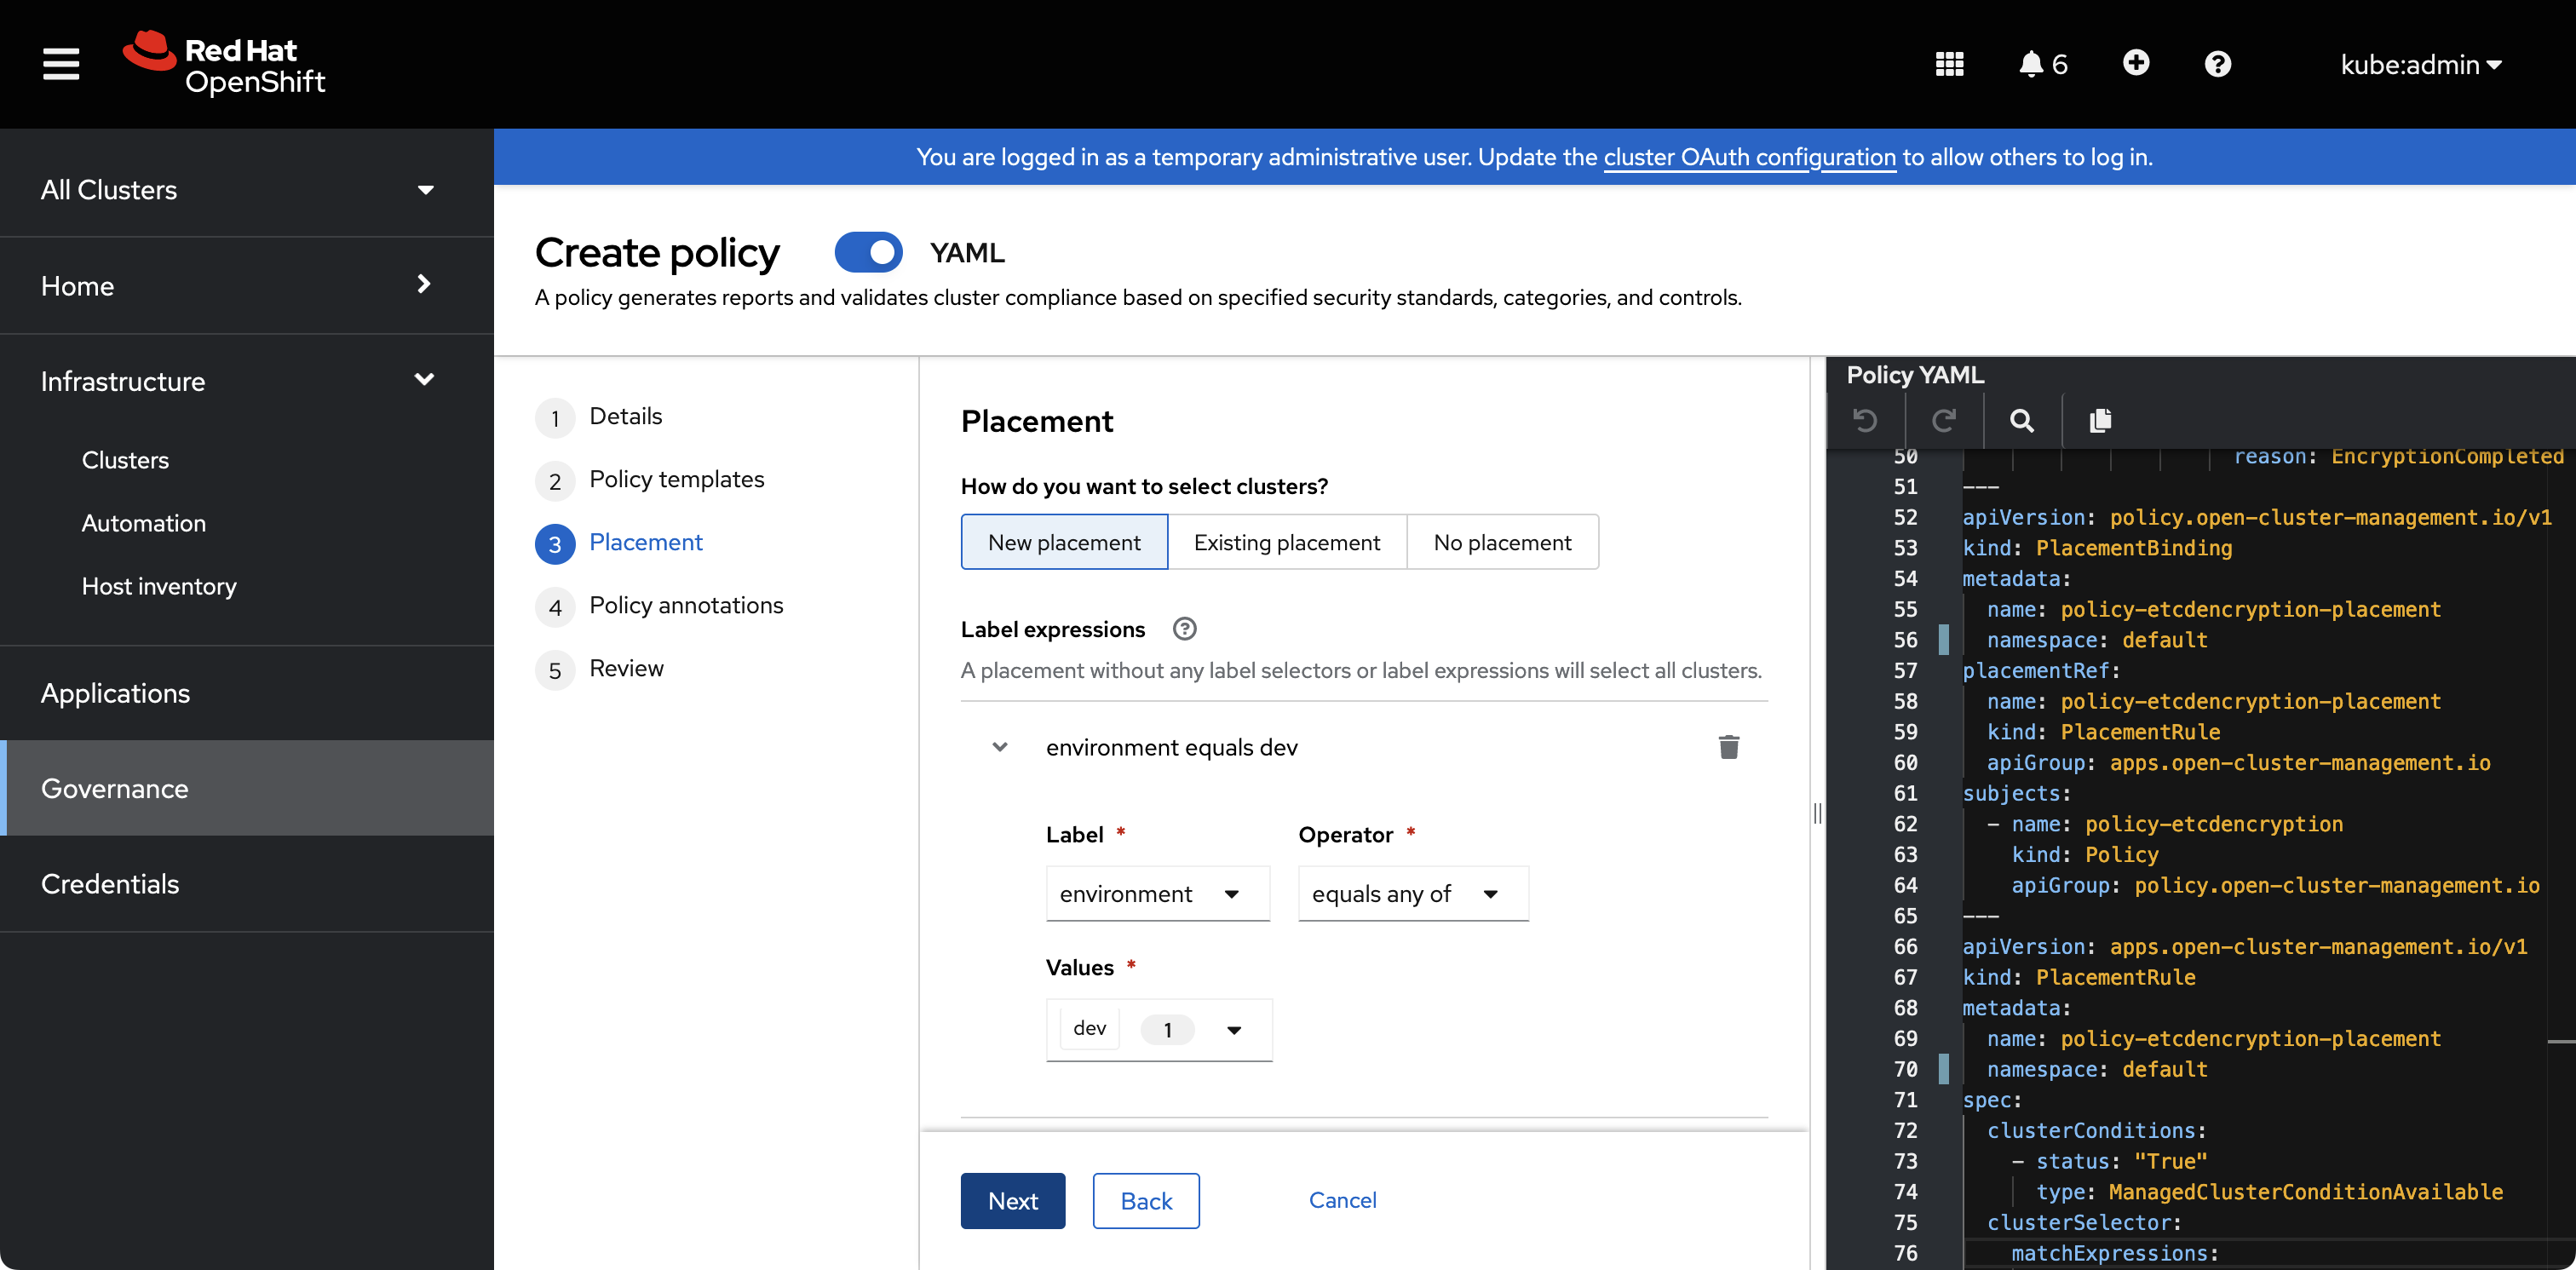 Red Hat
OpenShift
6
kube:admin
You are logged in as a temporary administrative user. Update the cluster OAuth configuration to allow others to log in.
All Clusters
Home
Infrastructure
Clusters
Automation
Host inventory
Applications
Governance
Credentials
Create policy
YAML
A policy generates reports and validates cluster compliance based on specified security standards, categories, and controls.
1 Details
2 Policy templates
3 Placement
4 Policy annotations
5 Review
Placement
How do you want to select clusters?
New placement Existing placement No placement
Label expressions
A placement without any label selectors or label expressions will select all clusters.
environment equals dev
Label * Operator *
environment equals any of
Values *
dev 1
Next Back Cancel
Policy YAML
50 reason: EncryptionCompleted
51 ---
52 apiVersion: policy.open-cluster-management.io/v1
53 kind: PlacementBinding
54 metadata:
55 name: policy-etcdencryption-placement
56 namespace: default
57 placementRef:
58 name: policy-etcdencryption-placement
59 kind: PlacementRule
60 apiGroup: apps.open-cluster-management.io
61 subjects:
62 - name: policy-etcdencryption
63 kind: Policy
64 apiGroup: policy.open-cluster-management.io
65 ---
66 apiVersion: apps.open-cluster-management.io/v1
67 kind: PlacementRule
68 metadata:
69 name: policy-etcdencryption-placement
70 namespace: default
71 spec:
72 clusterConditions:
73 - status: "True"
74 type: ManagedClusterConditionAvailable
75 clusterSelector:
76 matchExpressions: